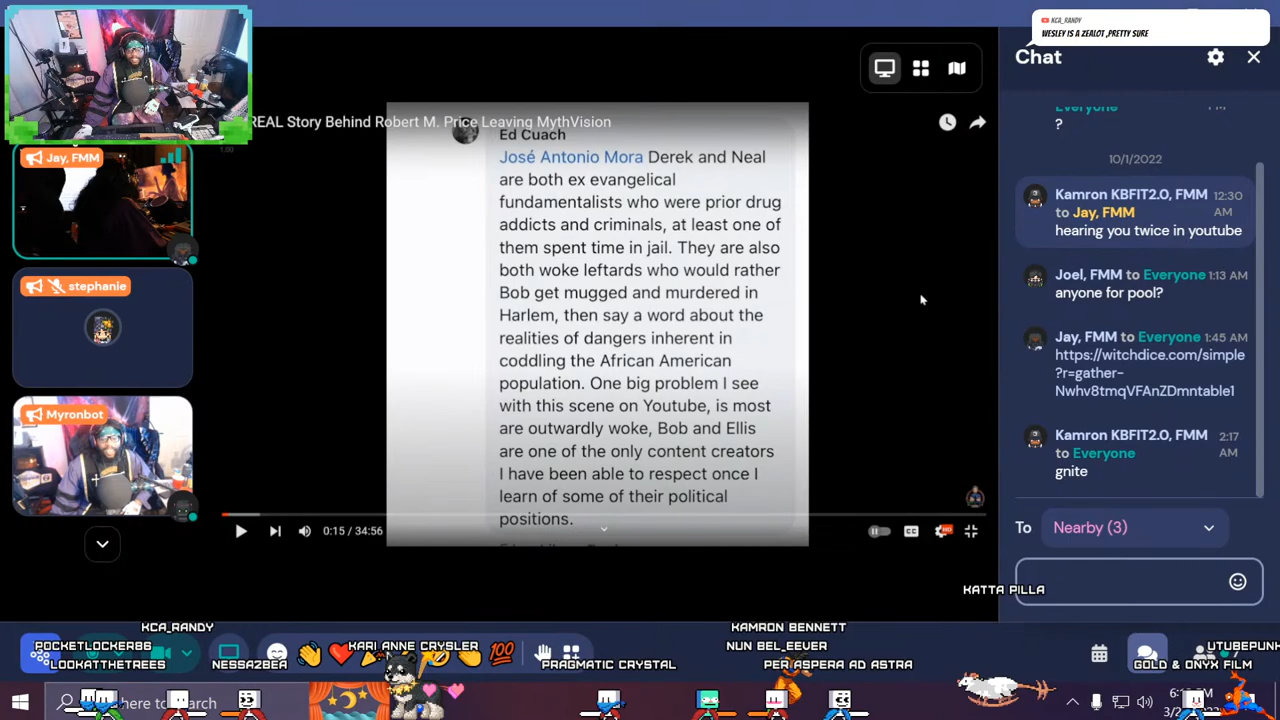 KCA_RANDY
WESLEY IS A ZEALOT ,PRETTY SURE
Chat
Everyone
?
10/1/2022
Kamron KBFIT2.0, FMM 12:30 AM
to Jay, FMM
hearing you twice in youtube
Joel, FMM to Everyone 1:13 AM
anyone for pool?
Jay, FMM to Everyone 1:45 AM
https://witchdice.com/simple
?r=gather-
Nwhv8tmqVFAnZDmntable1
Kamron KBFIT2.0, FMM 2:17 AM
to Everyone
gnite
To Nearby (3)
Jay, FMM
stephanie
Myronbot
REAL Story Behind Robert M. Price Leaving MythVision
1.00
Ed Cuach
José Antonio Mora Derek and Neal
are both ex evangelical
fundamentalists who were prior drug
addicts and criminals, at least one of
them spent time in jail. They are also
both woke leftards who would rather
Bob get mugged and murdered in
Harlem, then say a word about the
realities of dangers inherent in
coddling the African American
population. One big problem I see
with this scene on Youtube, is most
are outwardly woke, Bob and Ellis
are one of the only content creators
I have been able to respect once I
learn of some of their political
positions.
0:15 / 34:56
CC
HD
KATTA PILLA
KCA_RANDY
KAMRON BENNETT
POCKETLOCKER86
KARI ANNE CRYSLER
NUN BEL_EEVER
UTUBEPUNK
LOOKATTHETREES
NESSA2BEA
PRAGMATIC CRYSTAL
PER ASPERA AD ASTRA
GOLD & ONYX FILM
100